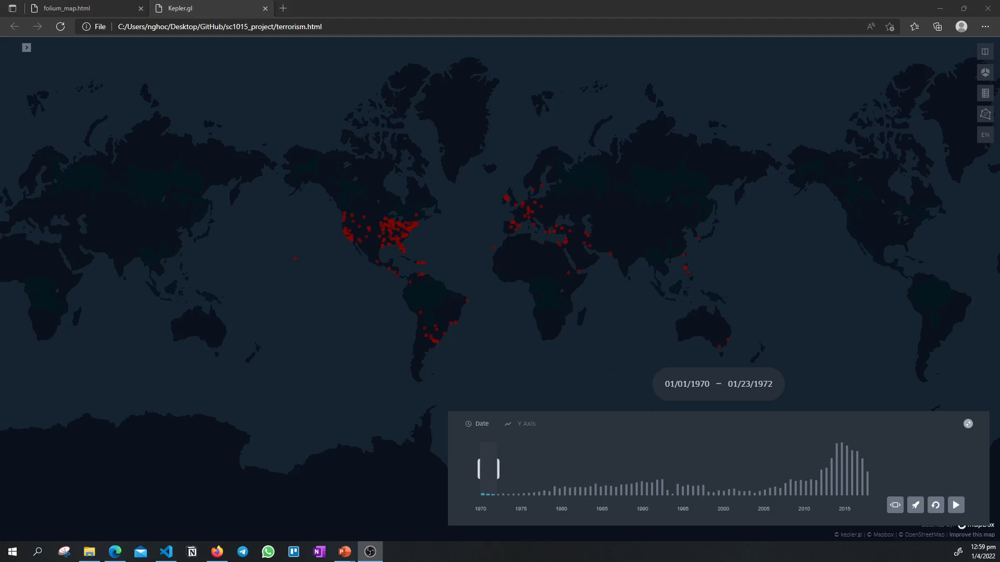 folium_map.html
Kepler.gl
File
C:/Users/nghoc/Desktop/GitHub/sc1015_project/terrorism.html
EN
01/01/1970 – 01/23/1972
Date
Y Axis
1970 1975 1980 1985 1990 1995 2000 2005 2010 2015
Basemap by: mapbox
© kepler.gl | © Mapbox | © OpenStreetMap | Improve this map
12:59 pm
1/4/2022